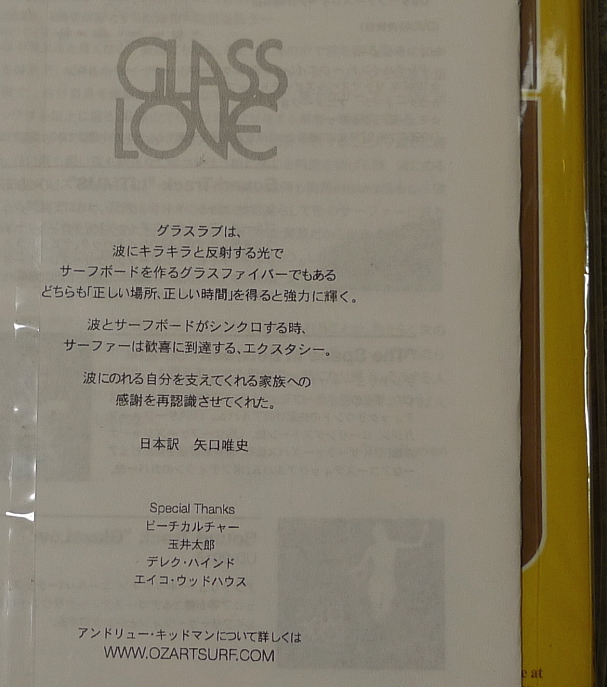 GLASS
LOVE
グラスラブは、
波にキラキラと反射する光で
サーフボードを作るグラスファイバーでもある
どちらも「正しい場所、正しい時間」を得ると強力に輝く。
波とサーフボードがシンクロする時、
サーファーは歓喜に到達する、エクスタシー。
波にのれる自分を支えてくれる家族への
感謝を再認識させてくれた。
日本訳 矢口唯史
Special Thanks
ビーチカルチャー
玉井太郎
デレク・ハインド
エイコ・ウッドハウス
アンドリュー・キッドマンについて詳しくは
WWW.OZARTSURF.COM
e at